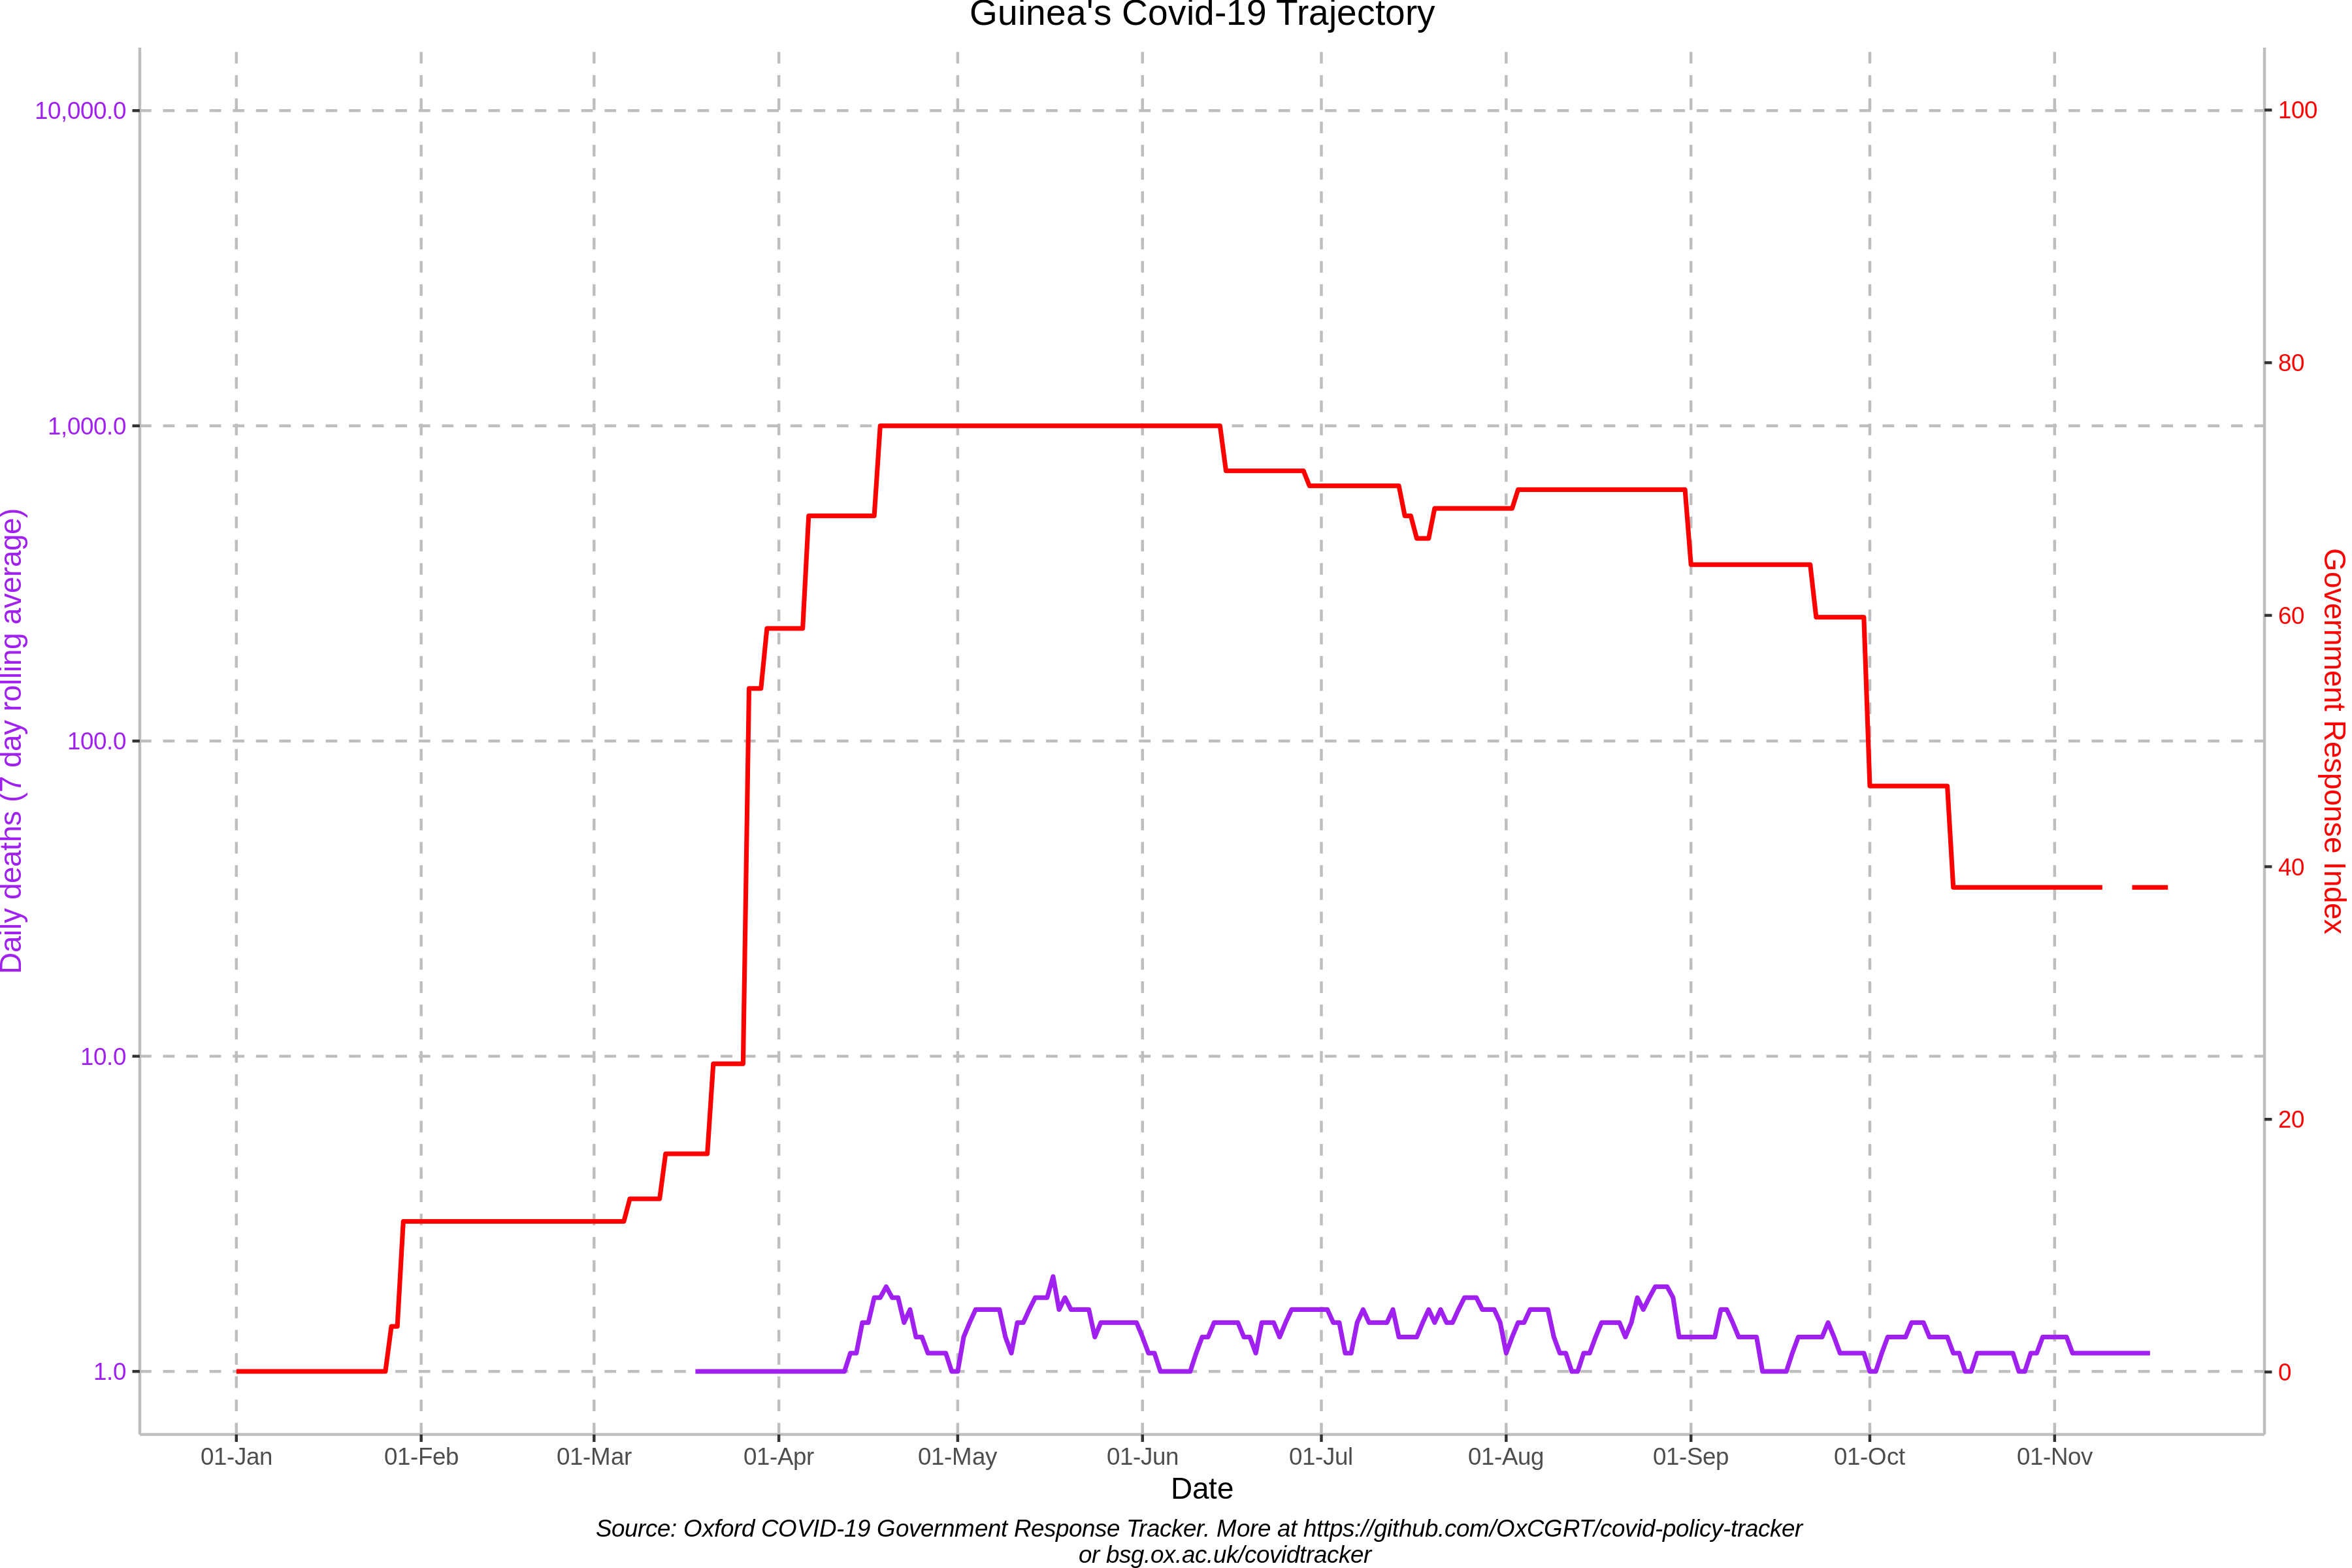 Guinea's Covid-19 Trajectory
10,000.0
1,000.0
100.0
10.0
1.0
Daily deaths (7 day rolling average)
100
80
60
40
20
0
Government Response Index
01-Jan 01-Feb 01-Mar 01-Apr 01-May 01-Jun 01-Jul 01-Aug 01-Sep 01-Oct 01-Nov
Date
Source: Oxford COVID-19 Government Response Tracker. More at https://github.com/OxCGRT/covid-policy-tracker
or bsg.ox.ac.uk/covidtracker